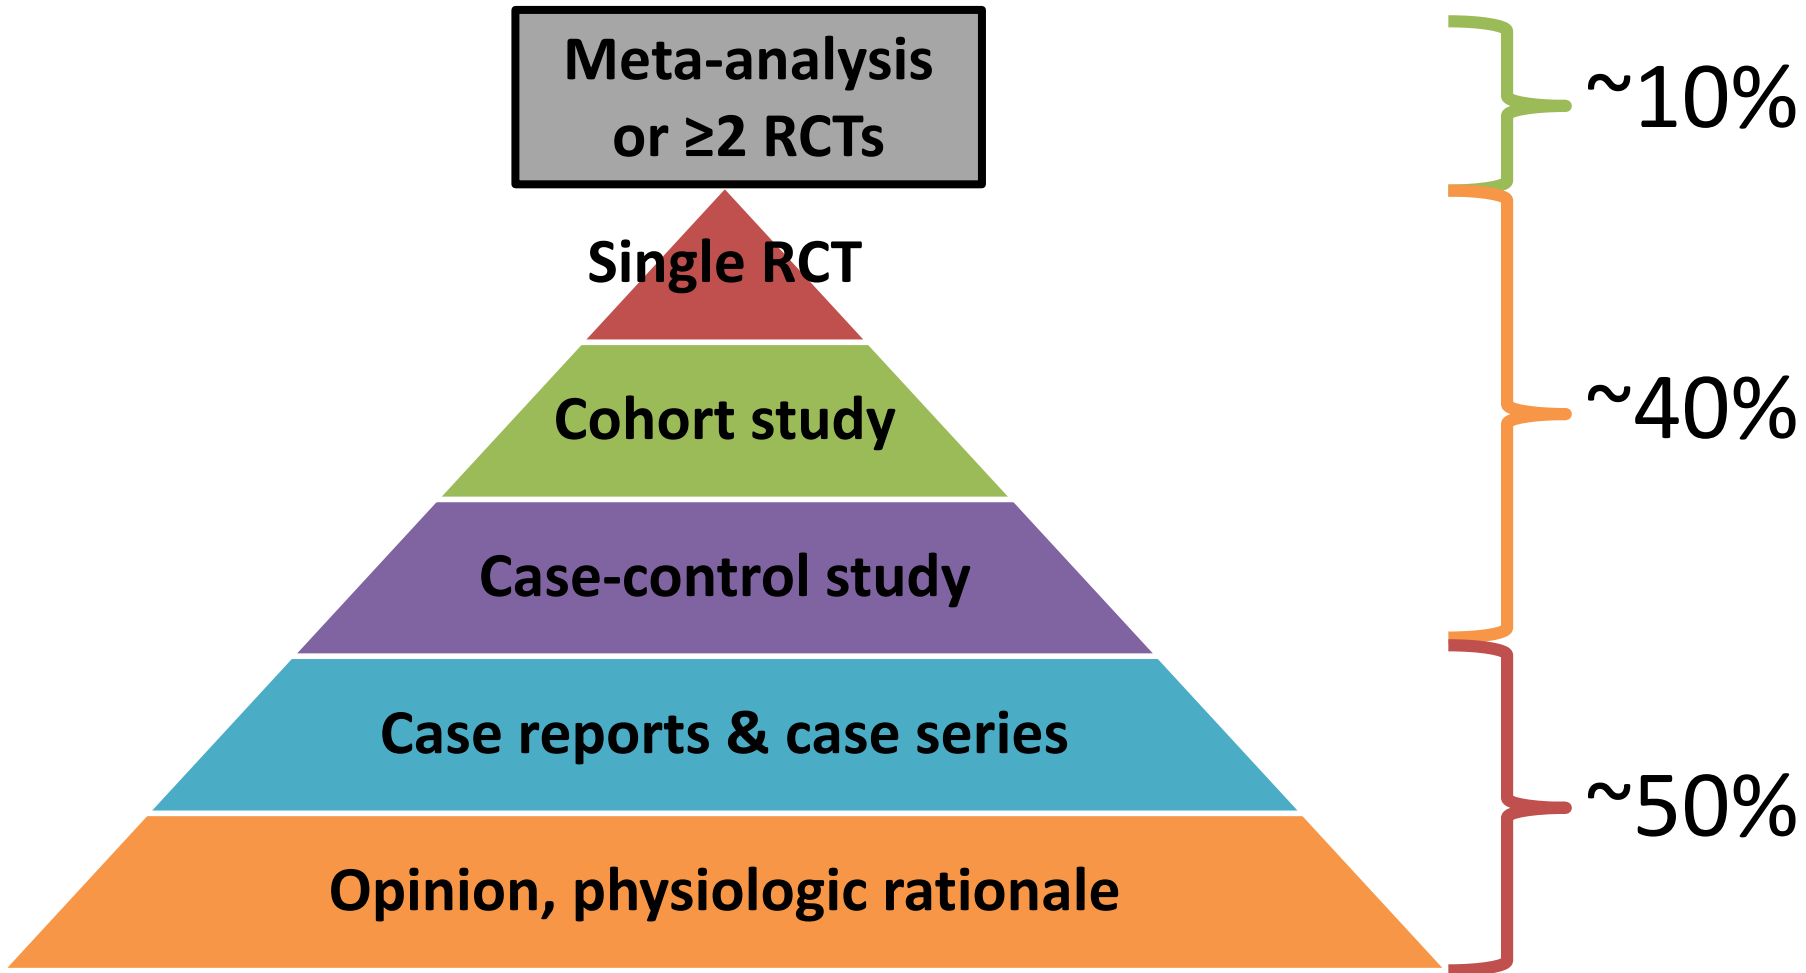 Meta-analysis
or ≥2 RCTs
~10%
Single RCT
Cohort study
~40%
Case-control study
Case reports & case series
~50%
Opinion, physiologic rationale